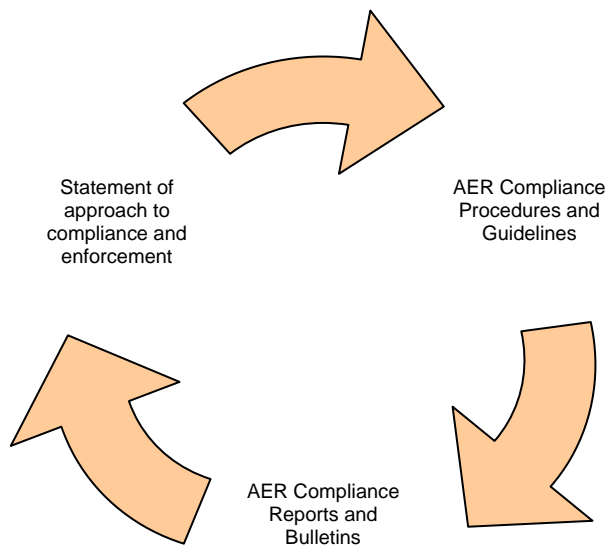 Statement of
approach to
compliance and
enforcement
AER Compliance
Procedures and
Guidelines
AER Compliance
Reports and
Bulletins